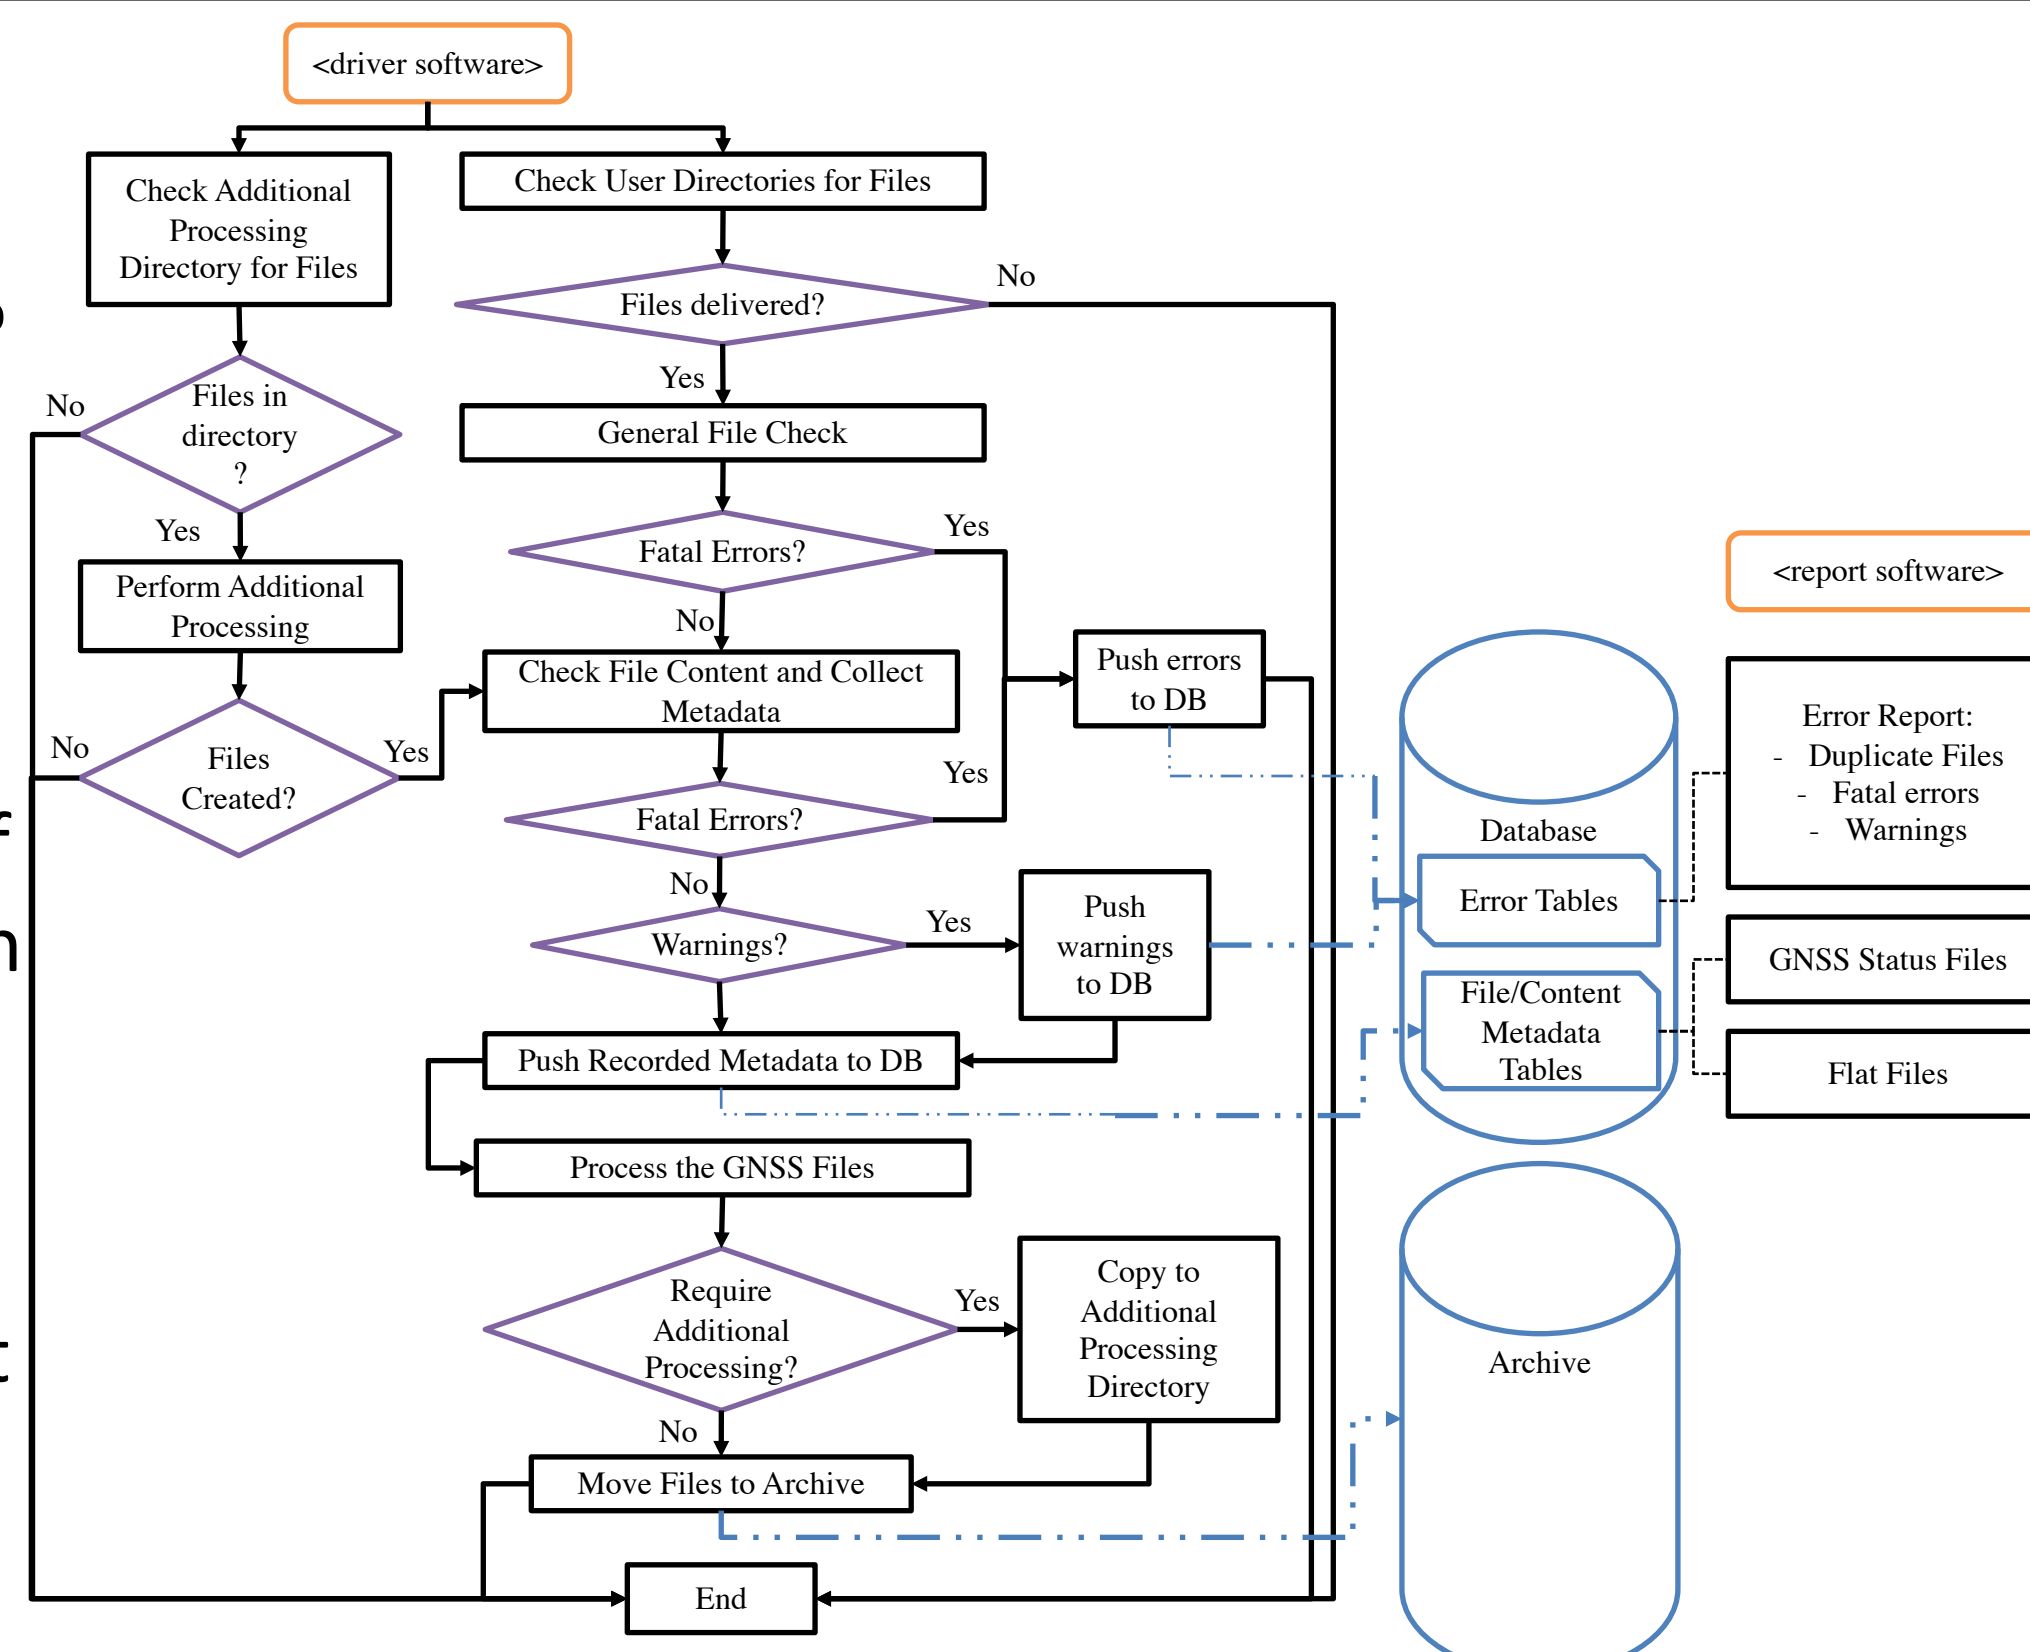 <driver software>
Check Additional
Processing
Directory for Files
Check User Directories for Files
Files delivered?
No
Yes
Files in
directory
?
No
Yes
General File Check
Fatal Errors?
Yes
No
Perform Additional
Processing
Check File Content and Collect
Metadata
Push errors
to DB
Files
Created?
No
Yes
Fatal Errors?
Yes
No
Warnings?
Yes
Push
warnings
to DB
Push Recorded Metadata to DB
Process the GNSS Files
Require
Additional
Processing?
Yes
No
Copy to
Additional
Processing
Directory
Move Files to Archive
End
Database
Error Tables
File/Content
Metadata
Tables
Archive
<report software>
Error Report:
- Duplicate Files
- Fatal errors
- Warnings
GNSS Status Files
Flat Files